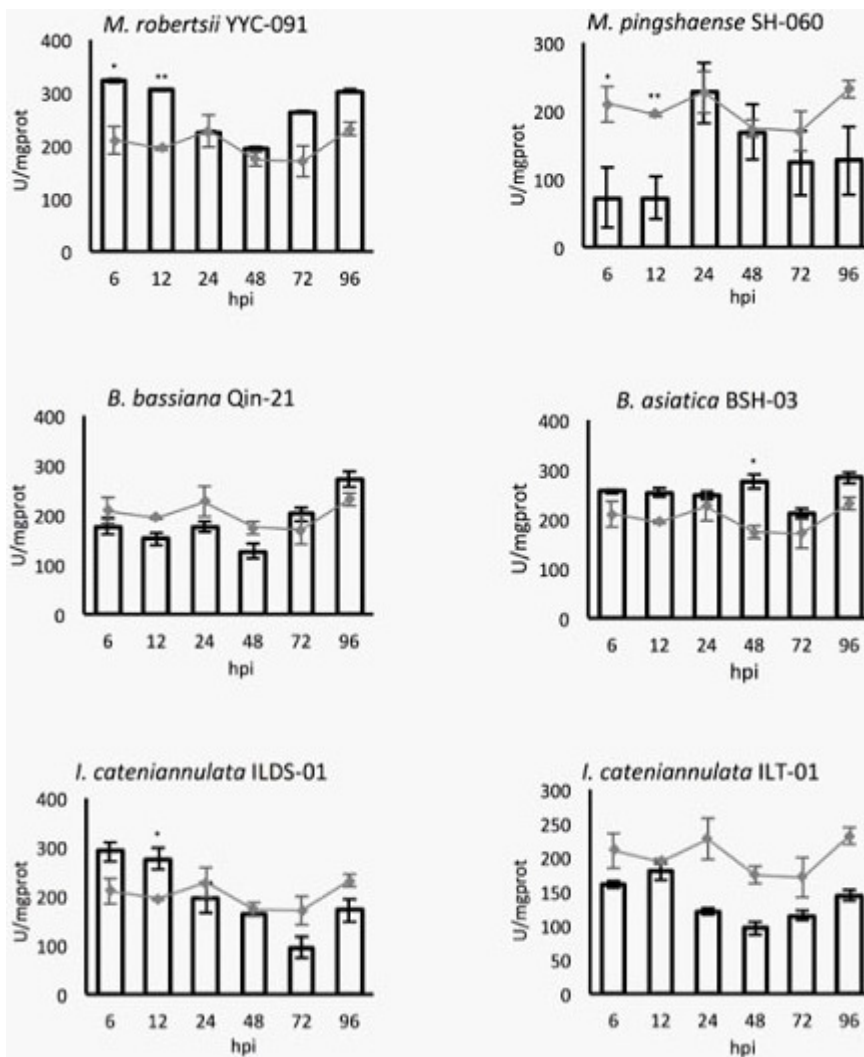 M. robertsii YYC-091
400
300
200
100
0
U/mgprot
*
**
6 12 24 48 72 96
hpi
M. pingshaense SH-060
300
200
100
0
U/mgprot
*
**
6 12 24 48 72 96
hpi
B. bassiana Qin-21
400
300
200
100
0
U/mgprot
6 12 24 48 72 96
hpi
B. asiatica BSH-03
400
300
200
100
0
U/mgprot
*
6 12 24 48 72 96
hpi
I. cateniannulata ILDS-01
400
300
200
100
0
U/mgprot
*
6 12 24 48 72 96
hpi
I. cateniannulata ILT-01
300
250
200
150
100
50
0
U/mgprot
6 12 24 48 72 96
hpi